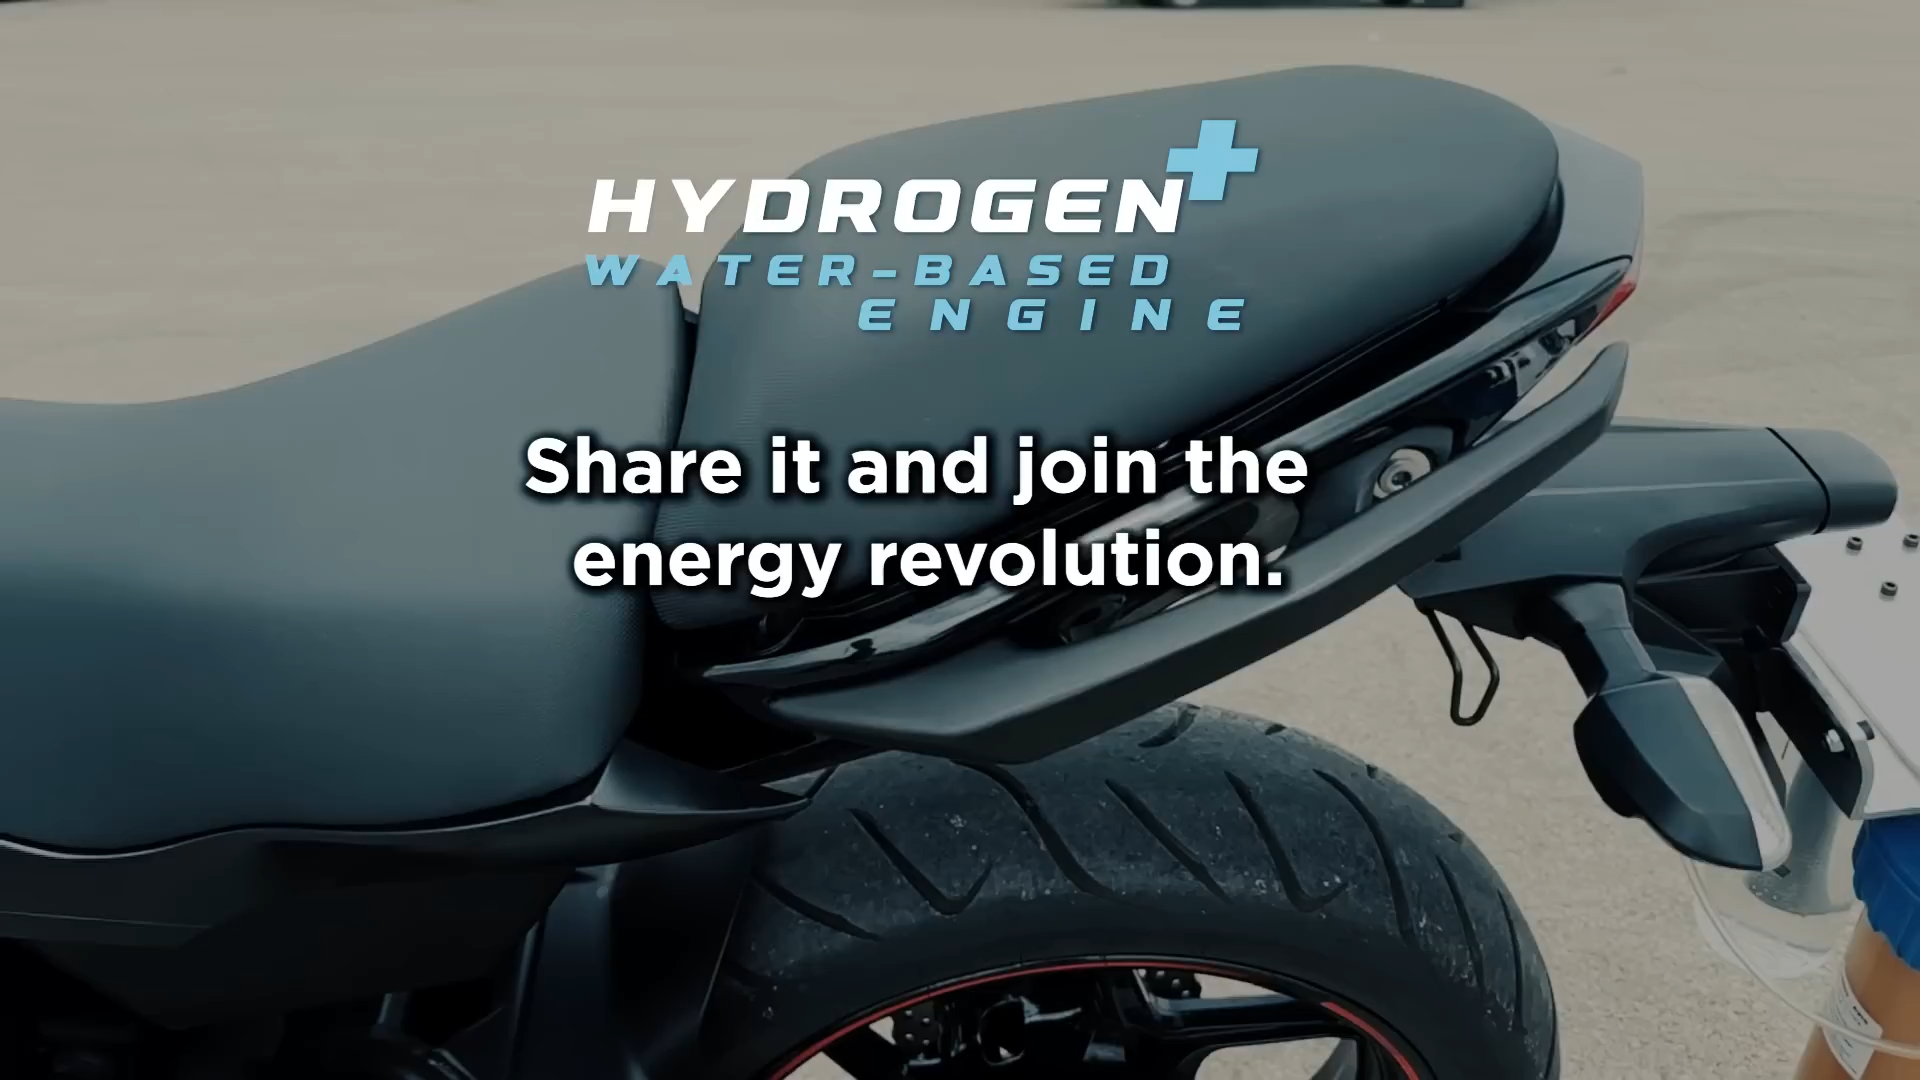 HYDROGEN+
WATER-BASED
ENGINE
Share it and join the
energy revolution.